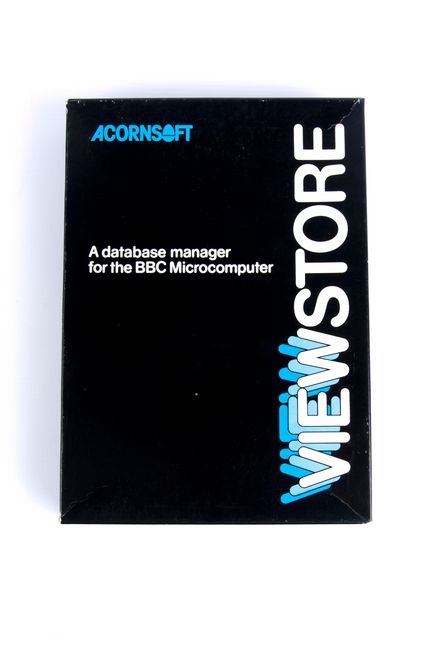 ACORNSOFT
A database manager
for the BBC Microcomputer
VIEWSTORE